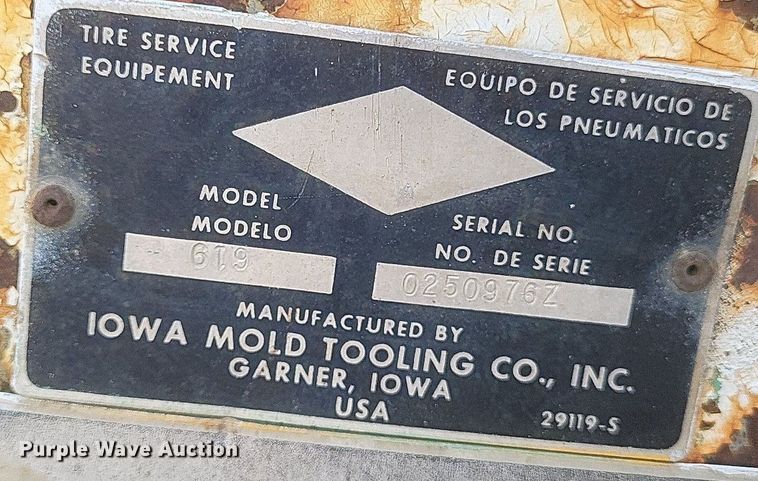 TIRE SERVICE
EQUIPEMENT
EQUIPO DE SERVICIO DE
LOS PNEUMATICOS
MODEL
MODELO
619
SERIAL NO.
NO. DE SERIE
0250976Z
MANUFACTURED BY
IOWA MOLD TOOLING CO., INC.
GARNER, IOWA
USA
29119-S
Purple Wave Auction